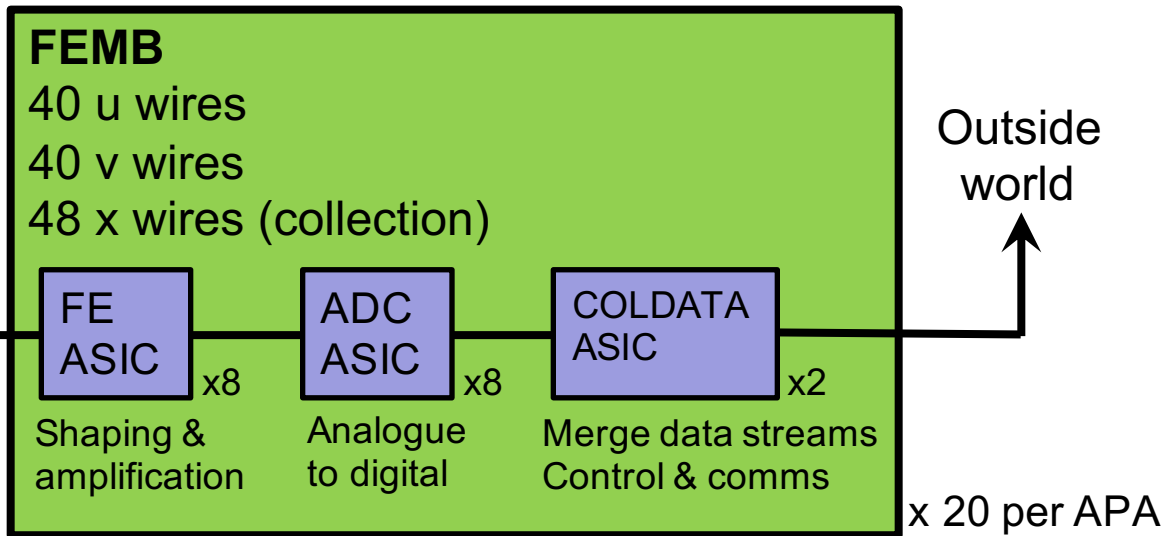 FEMB
40 u wires
40 v wires
48 x wires (collection)
Outside
world
FE
ASIC
x8
ADC
ASIC
x8
COLDATA
ASIC
x2
Shaping &
amplification
Analogue
to digital
Merge data streams
Control & comms
x 20 per APA